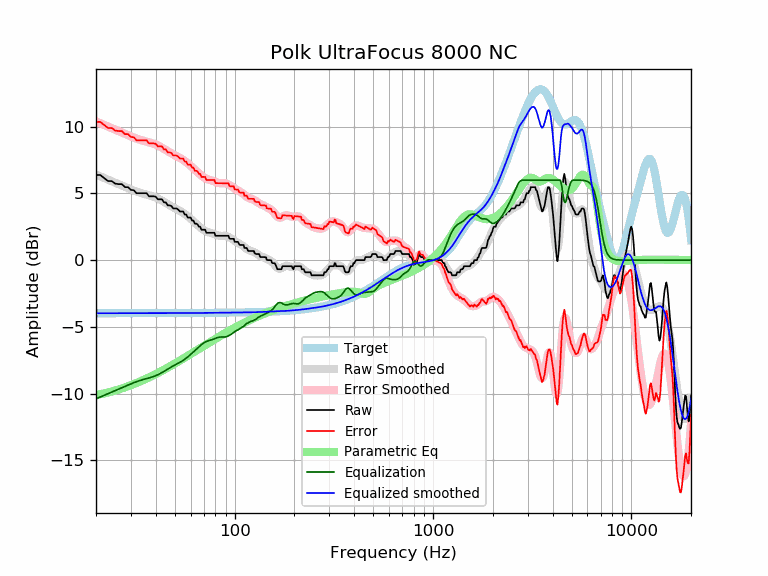 Polk UltraFocus 8000 NC
Amplitude (dBr)
10
5
0
−5
−10
−15
Target
Raw Smoothed
Error Smoothed
Raw
Error
Parametric Eq
Equalization
Equalized smoothed
100
1000
10000
Frequency (Hz)